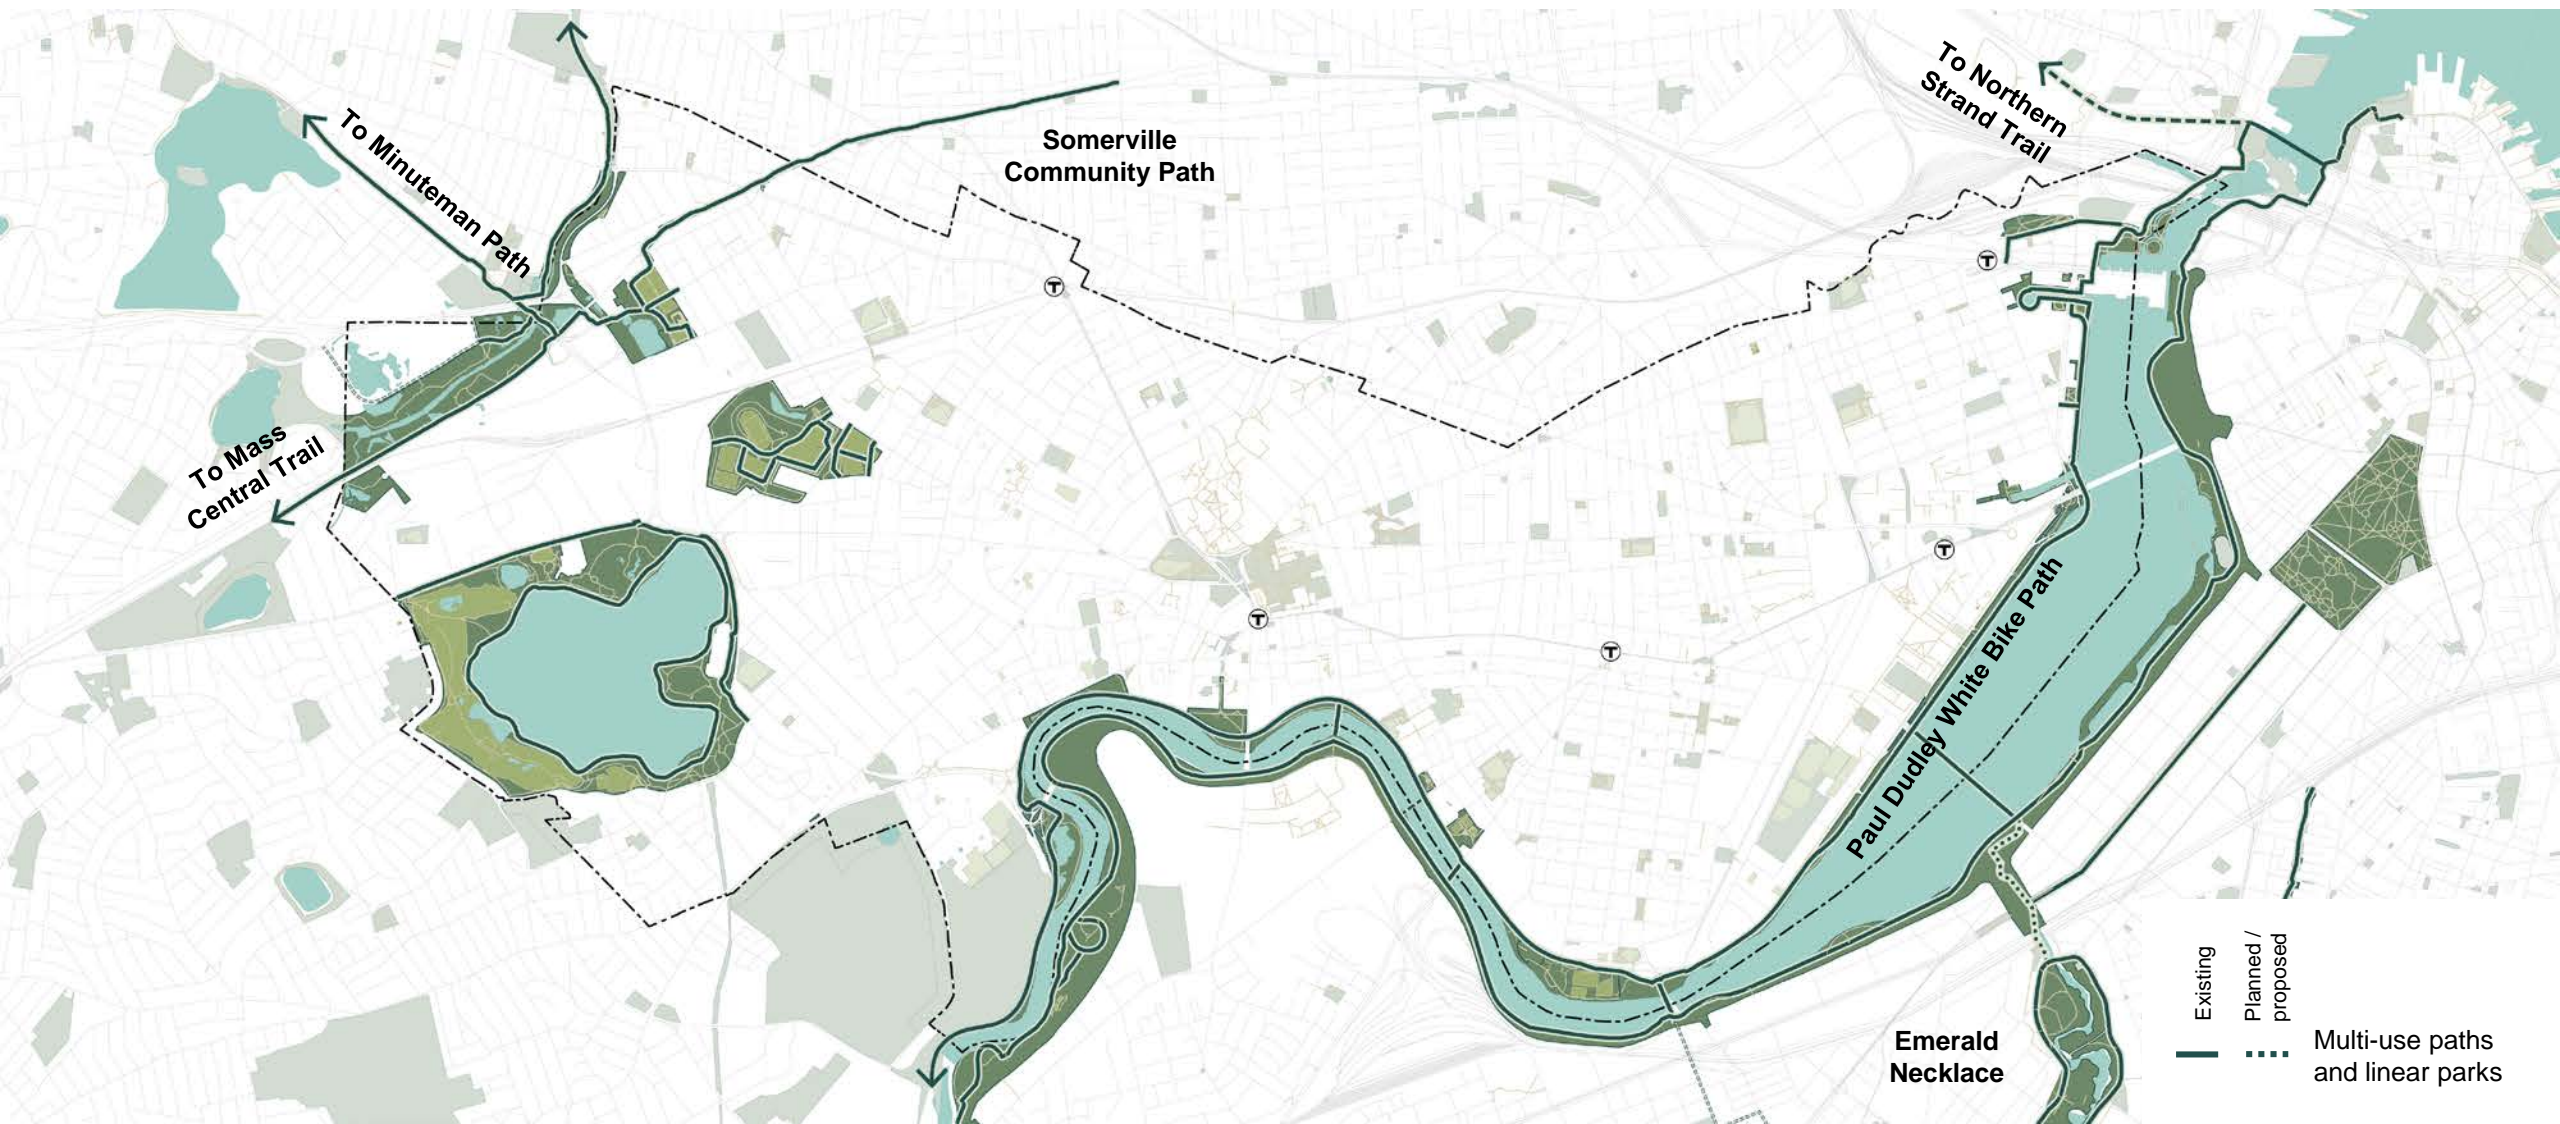 To Northern
Strand Trail
To Minuteman Path
Somerville
Community Path
T
T
To Mass
Central Trail
T
T
T
Paul Dudley White Bike Path
Emerald
Necklace
Existing
Planned /
proposed
Multi-use paths
and linear parks